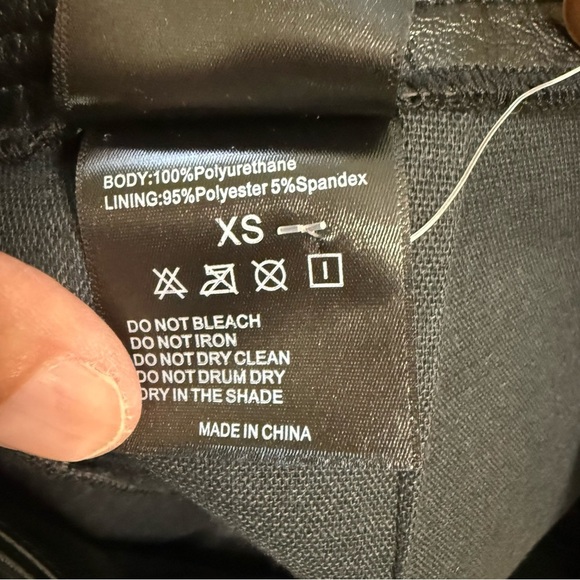 BODY:100%Polyurethane
LINING:95%Polyester 5%Spandex
XS
DO NOT BLEACH
DO NOT IRON
DO NOT DRY CLEAN
DO NOT DRUM DRY
DRY IN THE SHADE
MADE IN CHINA